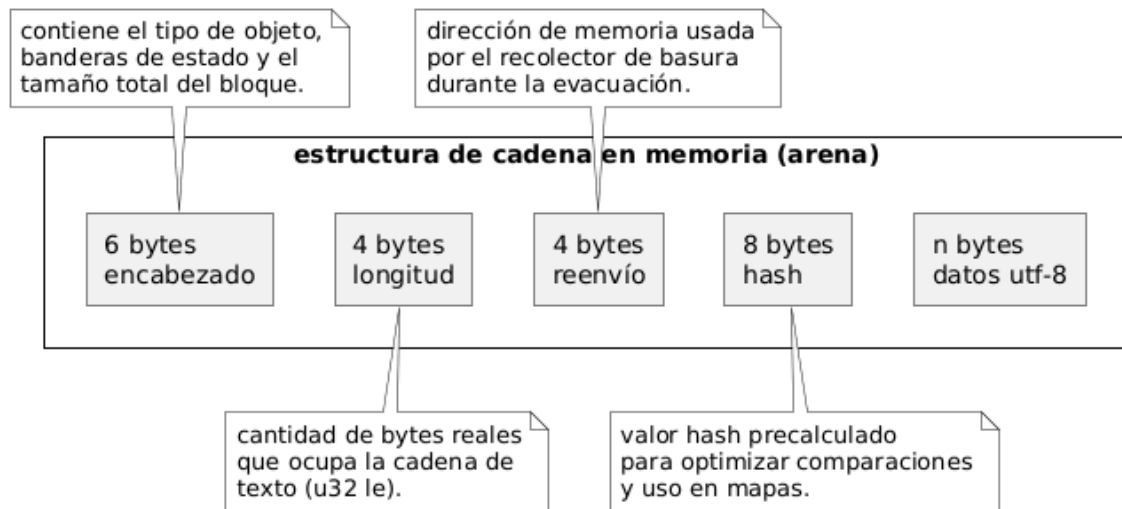 contiene el tipo de objeto,
banderas de estado y el
tamaño total del bloque.
dirección de memoria usada
por el recolector de basura
durante la evacuación.
estructura de cadena en memoria (arena)
6 bytes
encabezado
4 bytes
longitud
4 bytes
reenvío
8 bytes
hash
n bytes
datos utf-8
cantidad de bytes reales
que ocupa la cadena de
texto (u32 le).
valor hash precalculado
para optimizar comparaciones
y uso en mapas.